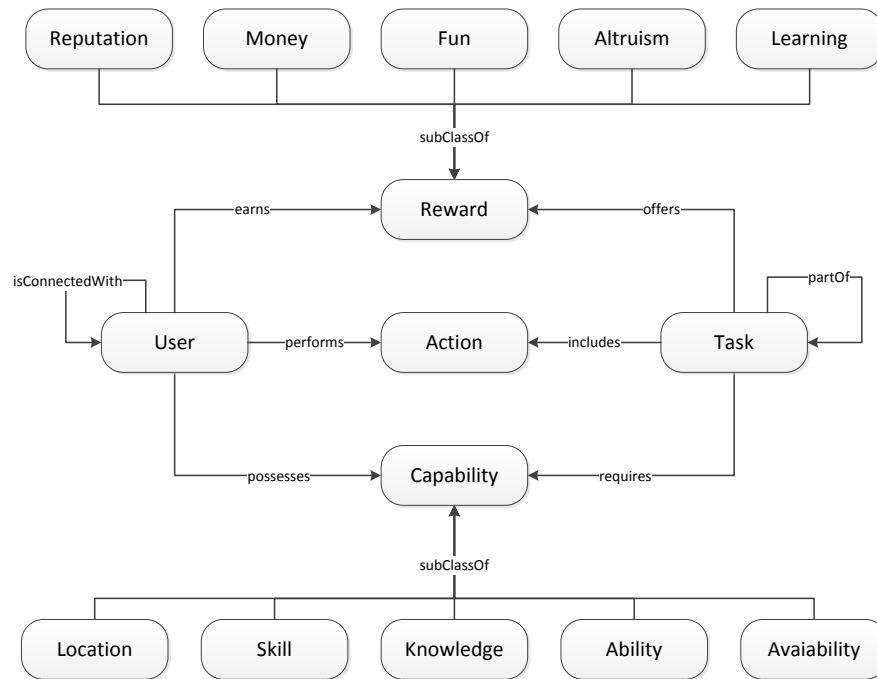 Reputation
Money
Fun
Altruism
Learning
subClassOf
Reward
earns
offers
isConnectedWith
partOf
User
performs
Action
includes
Task
possesses
Capability
requires
subClassOf
Location
Skill
Knowledge
Ability
Avaiability